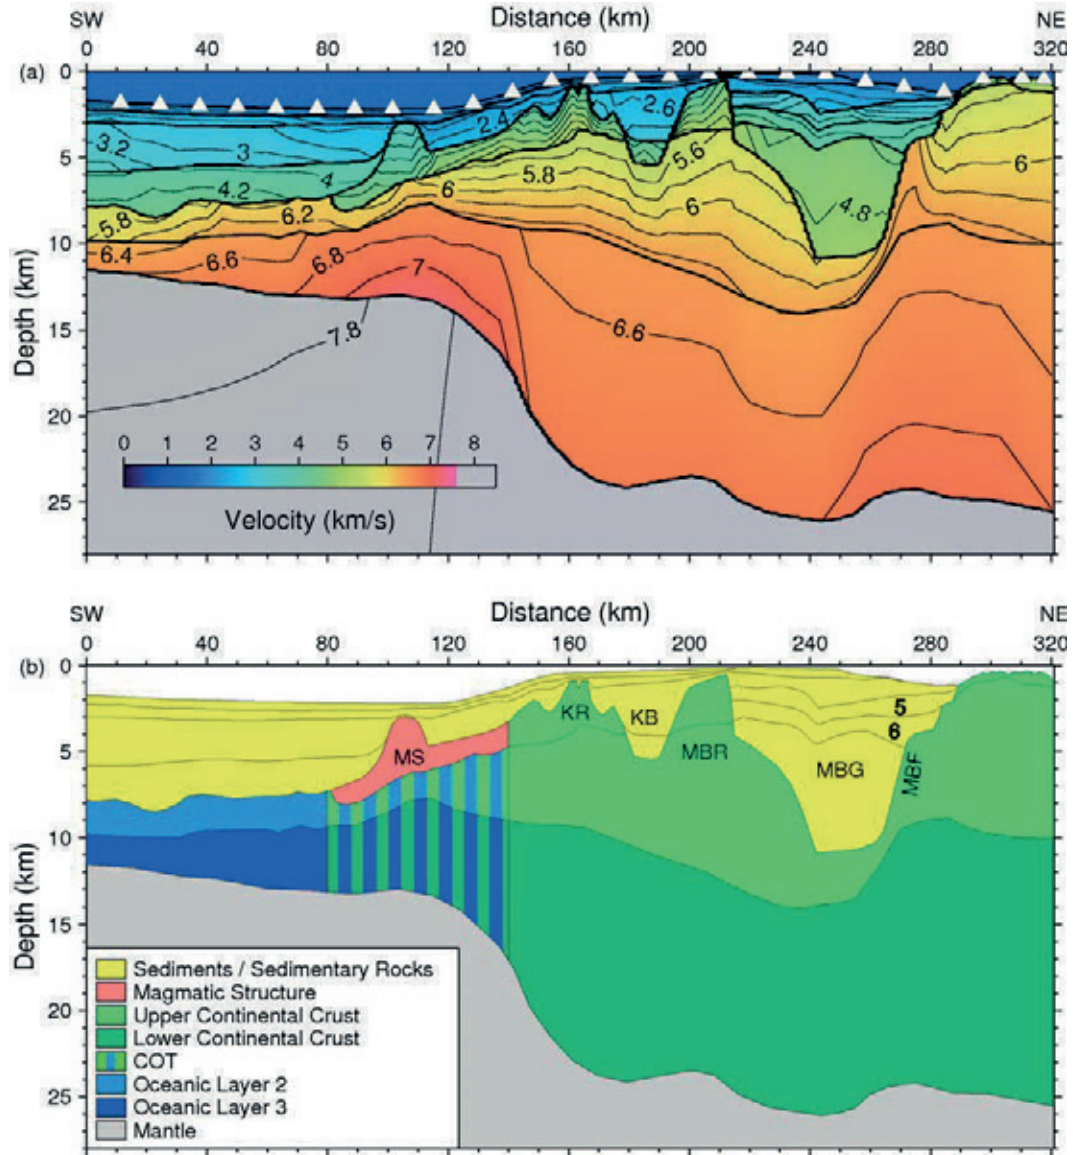 SW Distance (km) NE
0 40 80 120 160 200 240 280 320
(a)
0
5
10
15
20
25
Depth (km)
3.2 3 2.4 2.6
4.2 4 5.6
5.8 6.2 6 5.8 6 4.8 6
6.4 6.6 6.8 7
7.8 6.6
0 1 2 3 4 5 6 7 8
Velocity (km/s)
SW Distance (km) NE
0 40 80 120 160 200 240 280 320
(b)
0
5
10
15
20
25
Depth (km)
KR KB 5
6
MS MBR MBG MBF
Sediments / Sedimentary Rocks
Magmatic Structure
Upper Continental Crust
Lower Continental Crust
COT
Oceanic Layer 2
Oceanic Layer 3
Mantle